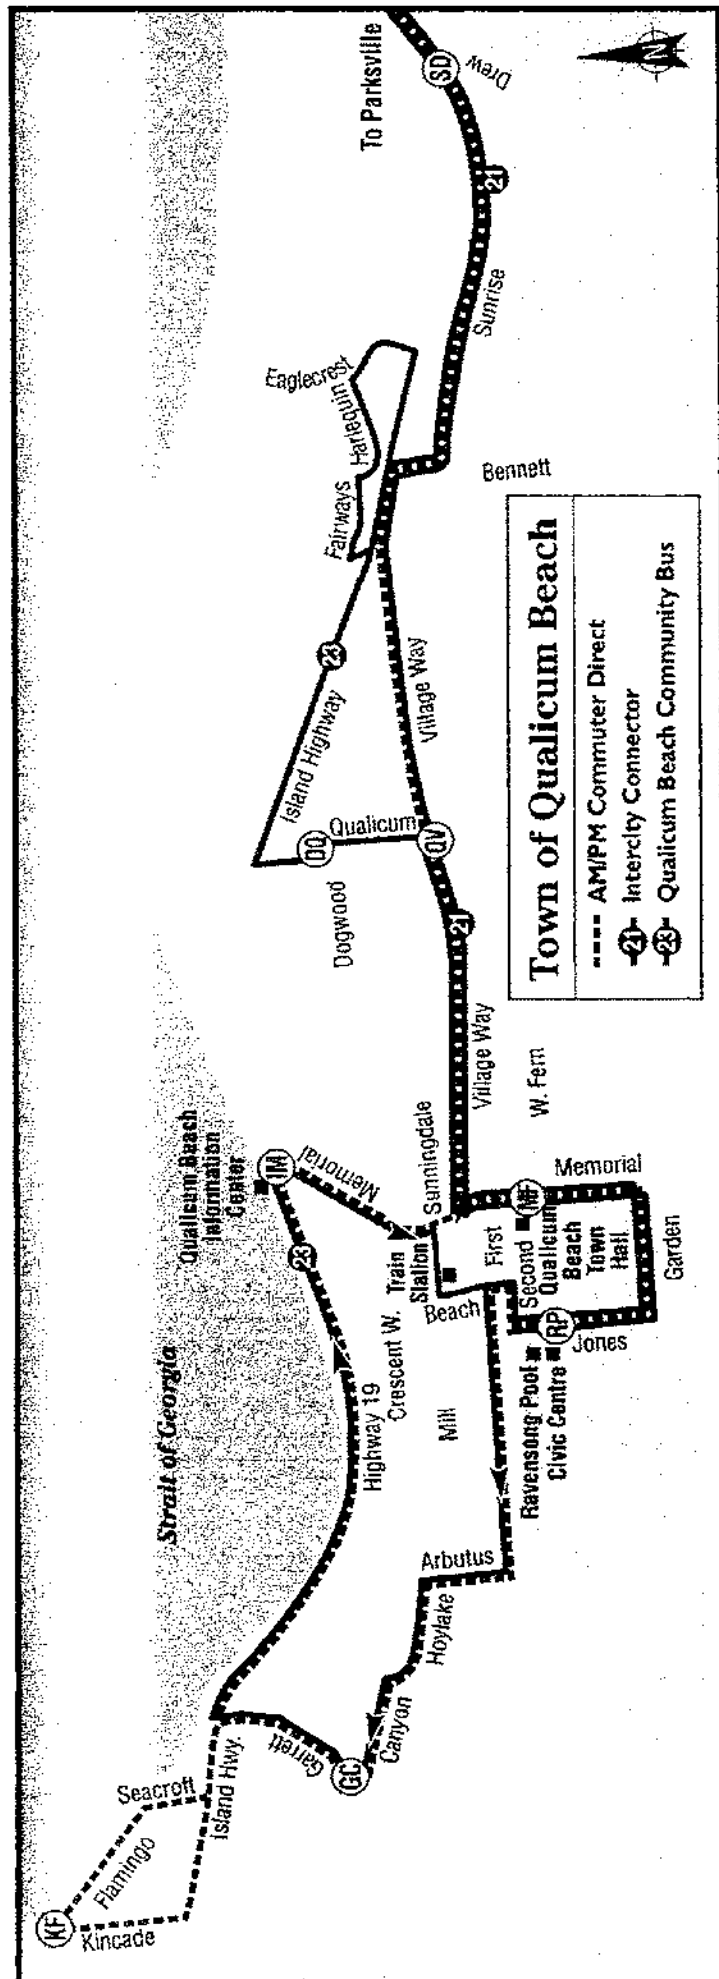 KF
Flamingo
Kincade
Seacroft
Island Hwy.
Garrett
GC
Canyon
Hoylake
Arbutus
Strait of Georgia
Highway 19
23
Qualicum Beach
Information
Center
IM
Memorial
Crescent W.
Mill
Train
Station
Beach
Sunningdale
First
Second
Ravensong Pool
Civic Centre
RP
Jones
MF
Qualicum
Beach
Town
Hall
Garden
Memorial
W. Fern
Village Way
21
Dogwood
DQ
Qualicum
QV
Island Highway
23
Village Way
Fairways
Harlequin
Eaglecrest
Bennett
Sunrise
21
SD
Drew
To Parksville
N
Town of Qualicum Beach
AM/PM Commuter Direct
21 Intercity Connector
23 Qualicum Beach Community Bus